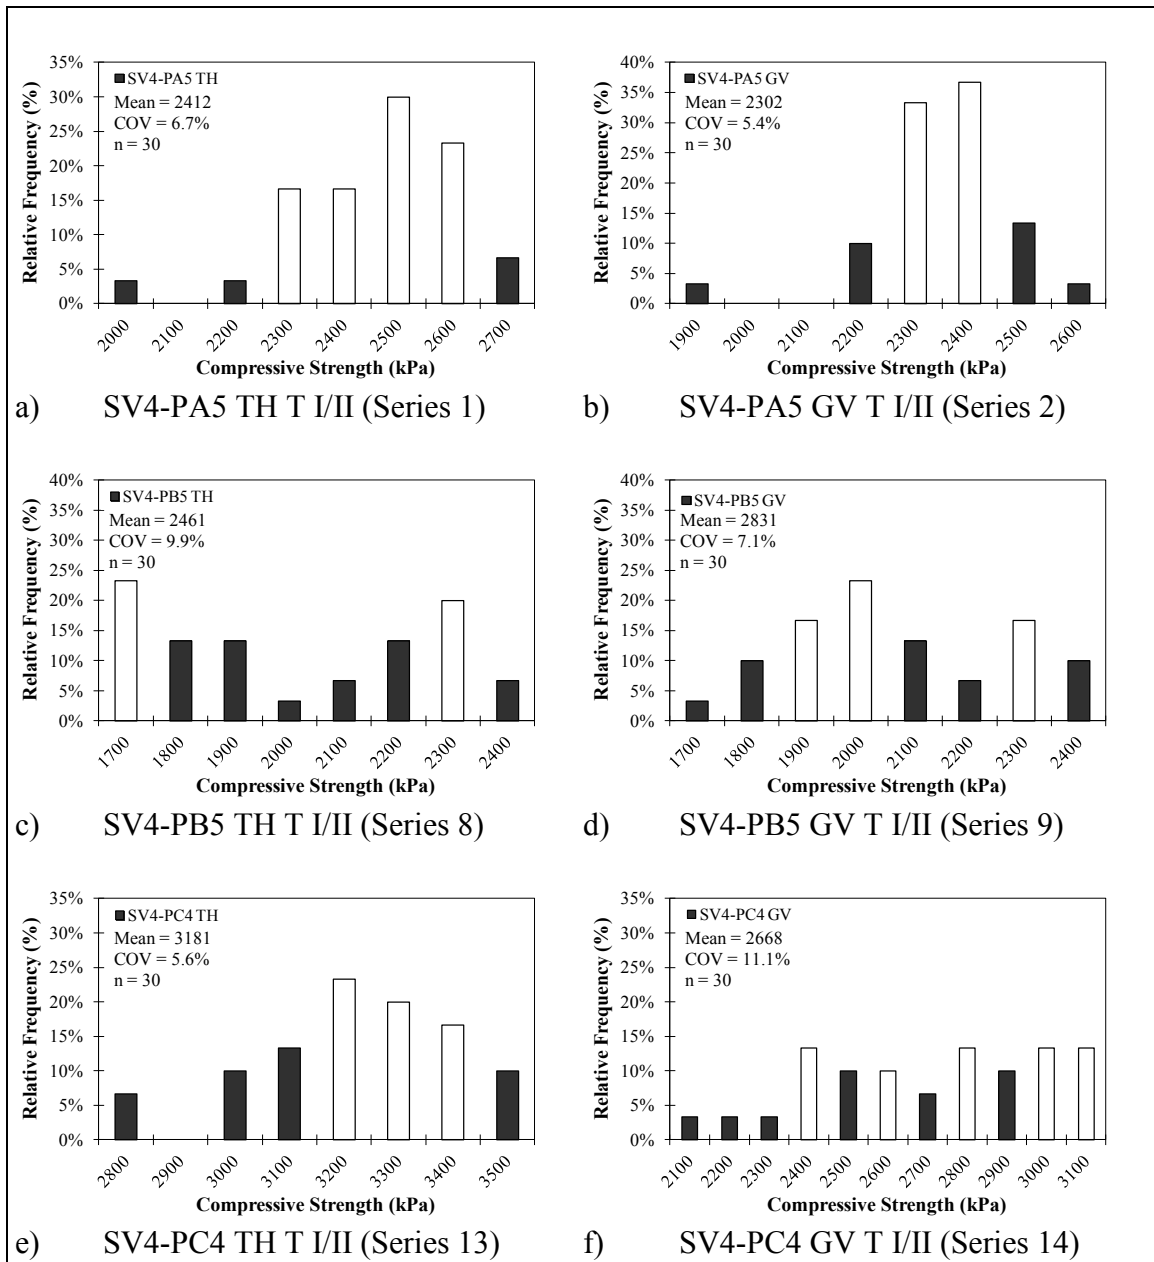 35%
30%
25%
20%
15%
10%
5%
0%
Relative Frequency (%)
SV4-PA5 TH
Mean = 2412
COV = 6.7%
n = 30
2000 2100 2200 2300 2400 2500 2600 2700
Compressive Strength (kPa)
a) SV4-PA5 TH T I/II (Series 1)
40%
35%
30%
25%
20%
15%
10%
5%
0%
Relative Frequency (%)
SV4-PA5 GV
Mean = 2302
COV = 5.4%
n = 30
1900 2000 2100 2200 2300 2400 2500 2600
Compressive Strength (kPa)
b) SV4-PA5 GV T I/II (Series 2)
40%
35%
30%
25%
20%
15%
10%
5%
0%
Relative Frequency (%)
SV4-PB5 TH
Mean = 2461
COV = 9.9%
n = 30
1700 1800 1900 2000 2100 2200 2300 2400
Compressive Strength (kPa)
c) SV4-PB5 TH T I/II (Series 8)
40%
35%
30%
25%
20%
15%
10%
5%
0%
Relative Frequency (%)
SV4-PB5 GV
Mean = 2831
COV = 7.1%
n = 30
1700 1800 1900 2000 2100 2200 2300 2400
Compressive Strength (kPa)
d) SV4-PB5 GV T I/II (Series 9)
35%
30%
25%
20%
15%
10%
5%
0%
Relative Frequency (%)
SV4-PC4 TH
Mean = 3181
COV = 5.6%
n = 30
2800 2900 3000 3100 3200 3300 3400 3500
Compressive Strength (kPa)
e) SV4-PC4 TH T I/II (Series 13)
35%
30%
25%
20%
15%
10%
5%
0%
Relative Frequency (%)
SV4-PC4 GV
Mean = 2668
COV = 11.1%
n = 30
2100 2200 2300 2400 2500 2600 2700 2800 2900 3000 3100
Compressive Strength (kPa)
f) SV4-PC4 GV T I/II (Series 14)